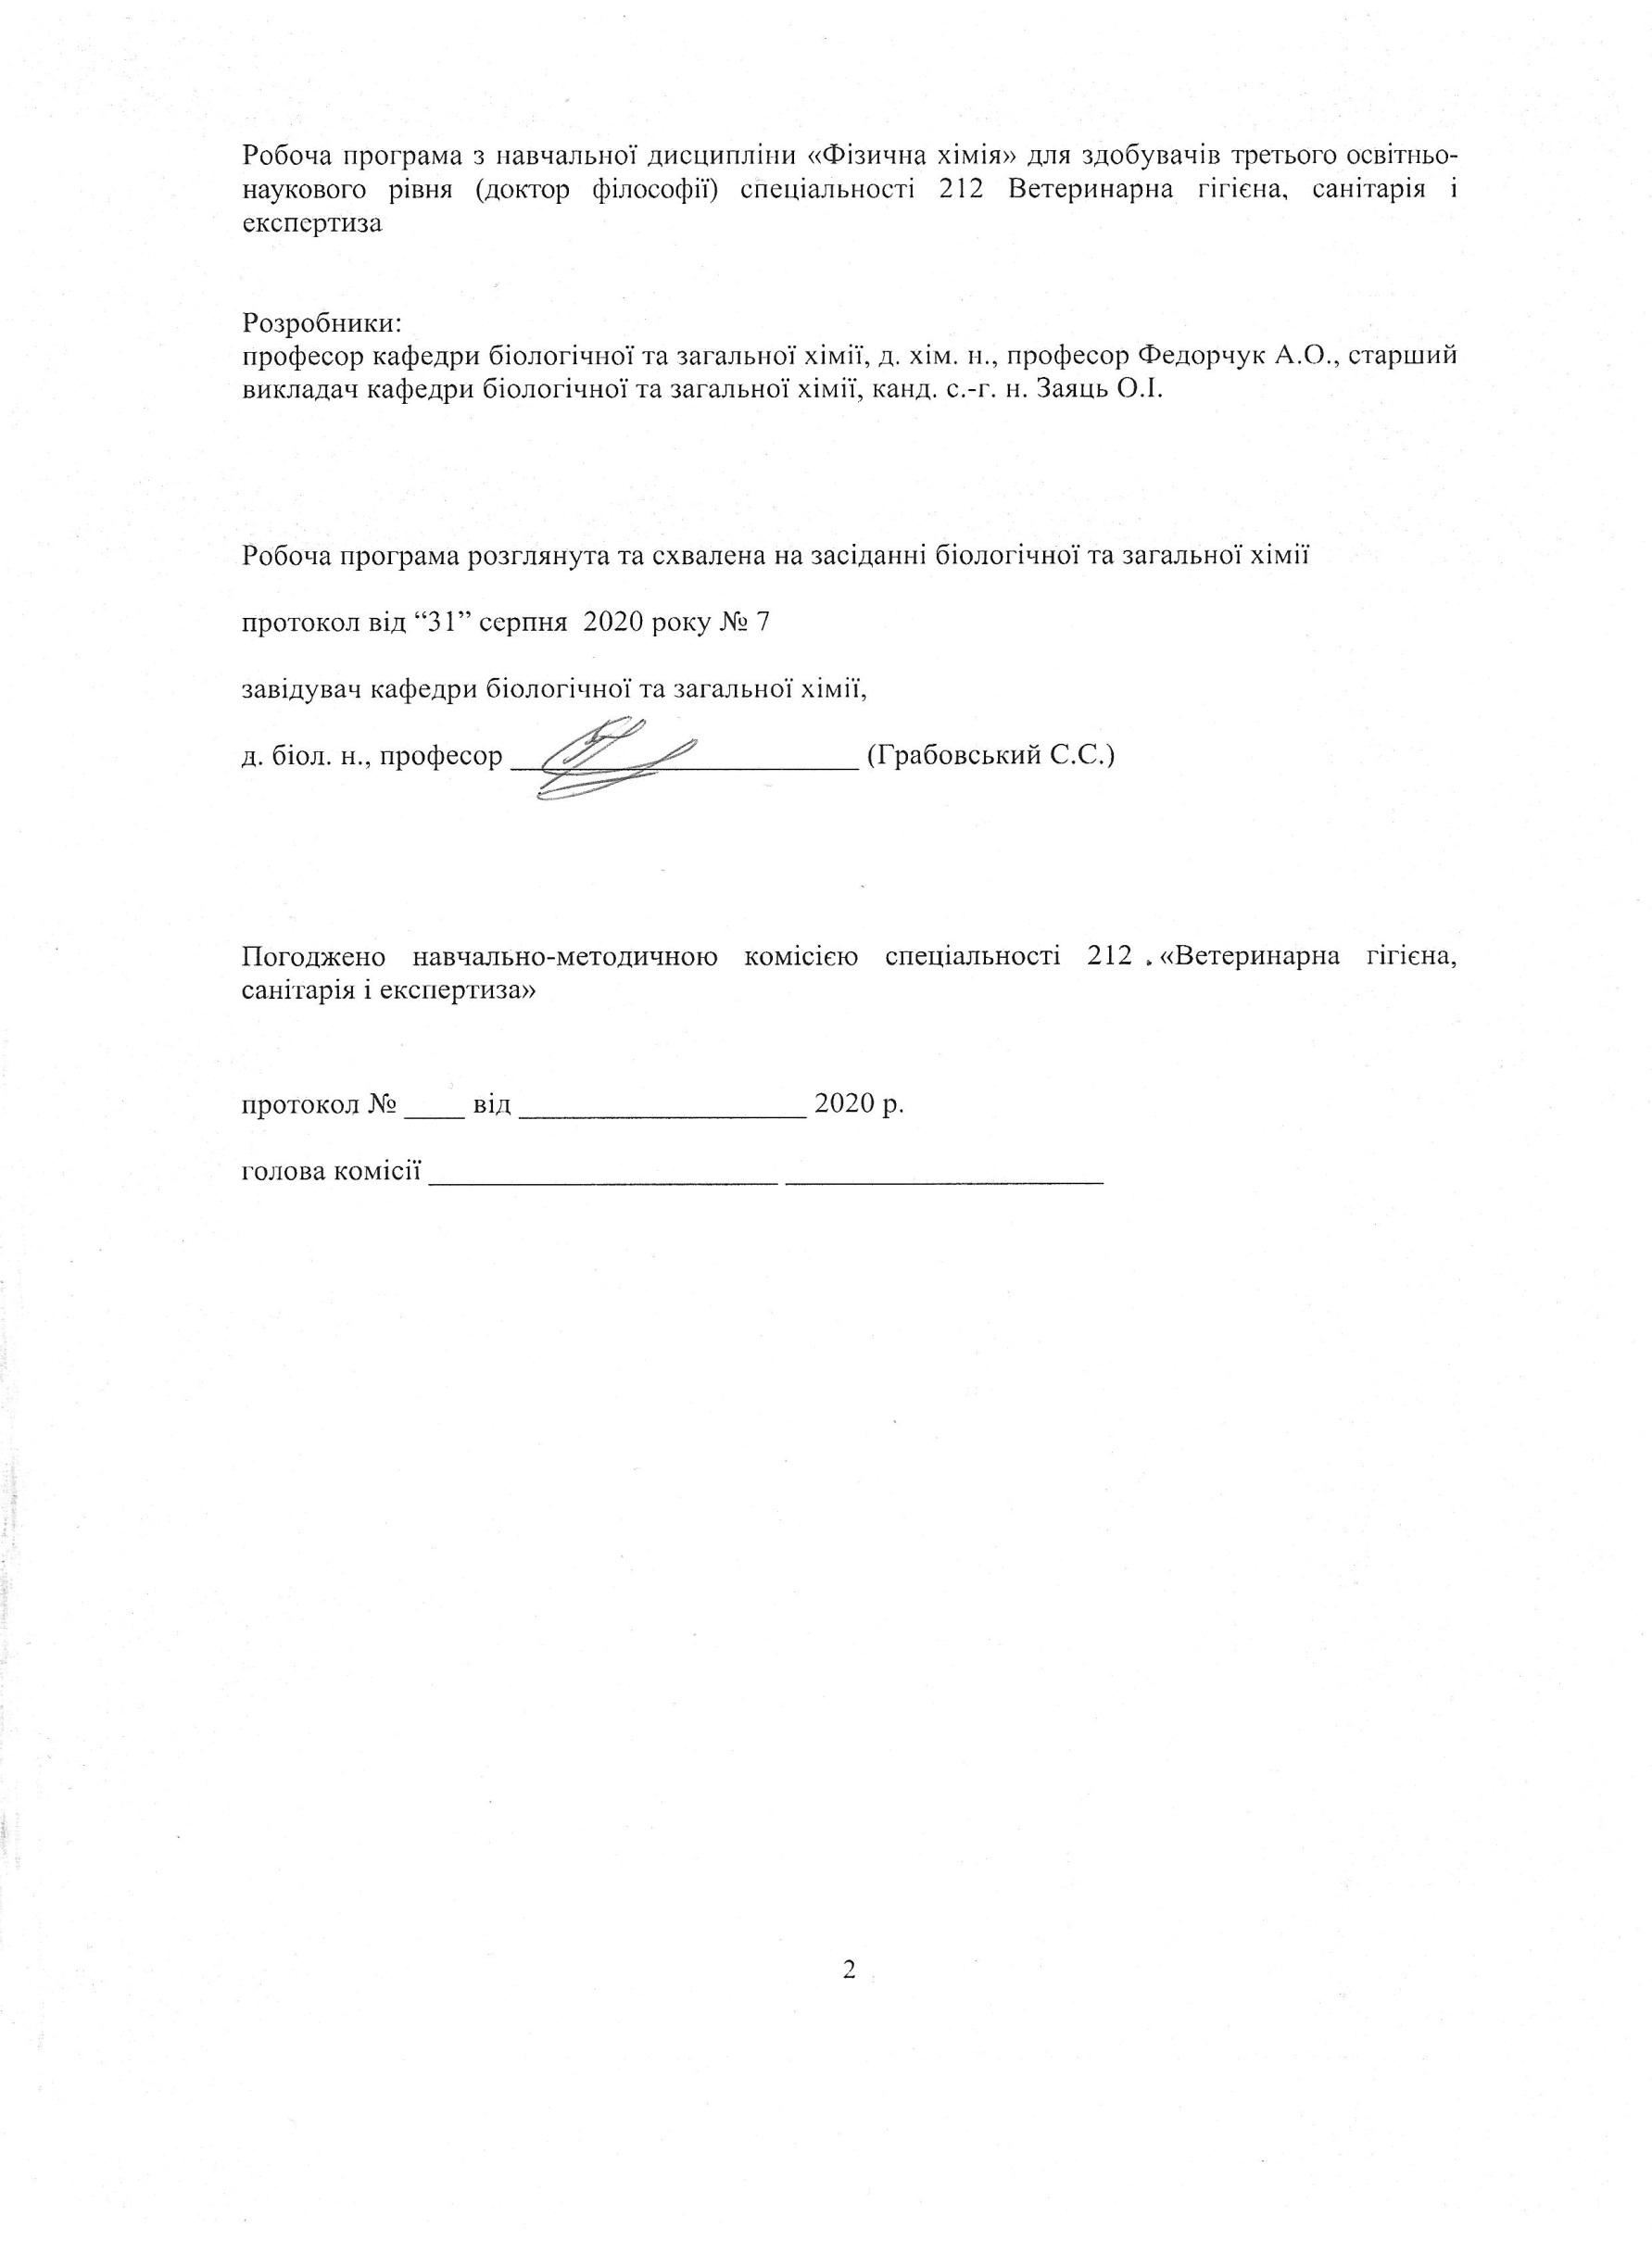 Робоча програма з навчальної дисципліни «Фізична хімія» для здобувачів третього освітньо-
наукового рівня (доктор філософії) спеціальності 212 Ветеринарна гігієна, санітарія і
експертиза
Розробники:
професор кафедри біологічної та загальної хімії, д. хім. н., професор Федорчук А.О., старший
викладач кафедри біологічної та загальної хімії, канд. с.-г. н. Заяць О.І.
Робоча програма розглянута та схвалена на засіданні біологічної та загальної хімії
протокол від “31” серпня 2020 року № 7
завідувач кафедри біологічної та загальної хімії,
д. біол. н., професор _________________________ (Грабовський С.С.)
Погоджено навчально-методичною комісією спеціальності 212 . «Ветеринарна гігієна,
санітарія і експертиза»
протокол № ____ від ____________________ 2020 р.
голова комісії ________________________ ______________________
2